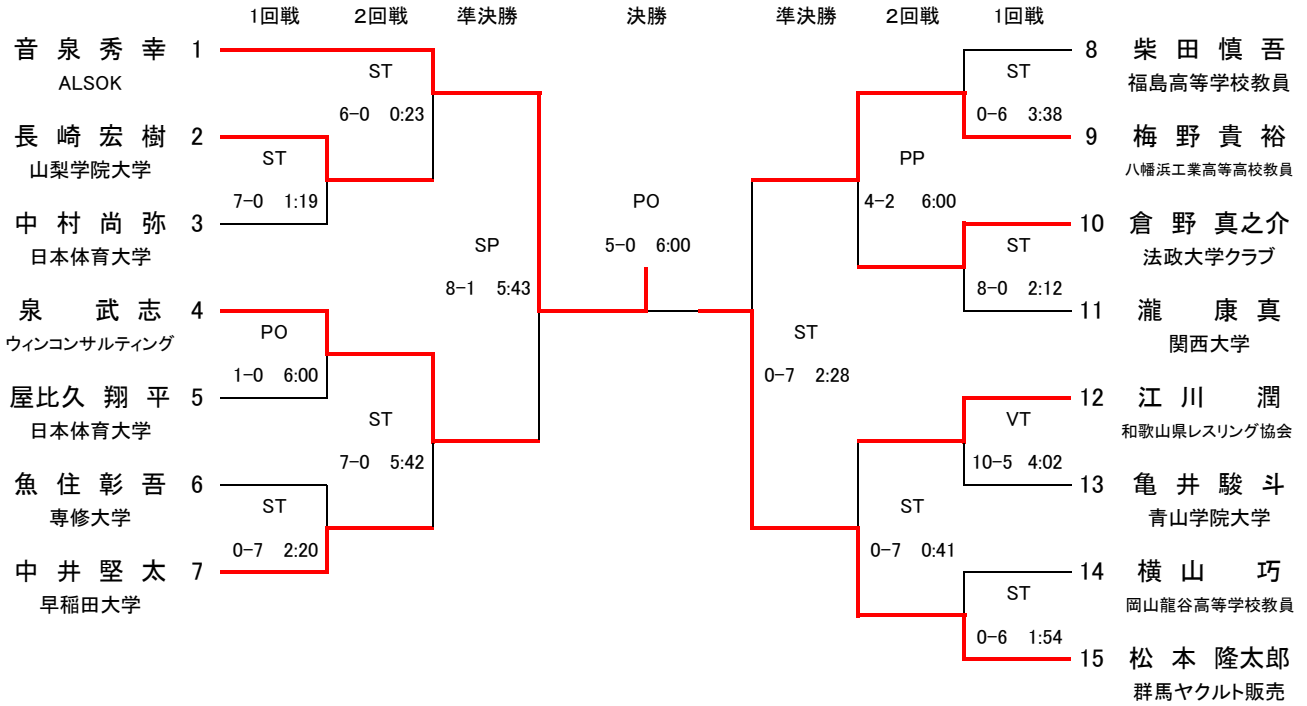 1回戦 2回戦 準決勝 決勝 準決勝 2回戦 1回戦
音泉秀幸 1
ALSOK
ST
6-0 0:23
長崎宏樹 2
山梨学院大学
ST
7-0 1:19
中村尚弥 3
日本体育大学
SP
8-1 5:43
泉武志 4
ウィンコンサルティング
PO
1-0 6:00
屋比久翔平 5
日本体育大学
ST
7-0 5:42
魚住彰吾 6
専修大学
ST
0-7 2:20
中井堅太 7
早稲田大学
PO
5-0 6:00
8 柴田慎吾
福島高等学校教員
ST
0-6 3:38
9 梅野貴裕
八幡浜工業高等高校教員
PP
4-2 6:00
10 倉野真之介
法政大学クラブ
ST
8-0 2:12
11 瀧康真
関西大学
ST
0-7 2:28
12 江川潤
和歌山県レスリング協会
VT
10-5 4:02
13 亀井駿斗
青山学院大学
ST
0-7 0:41
14 横山巧
岡山龍谷高等学校教員
ST
0-6 1:54
15 松本隆太郎
群馬ヤクルト販売